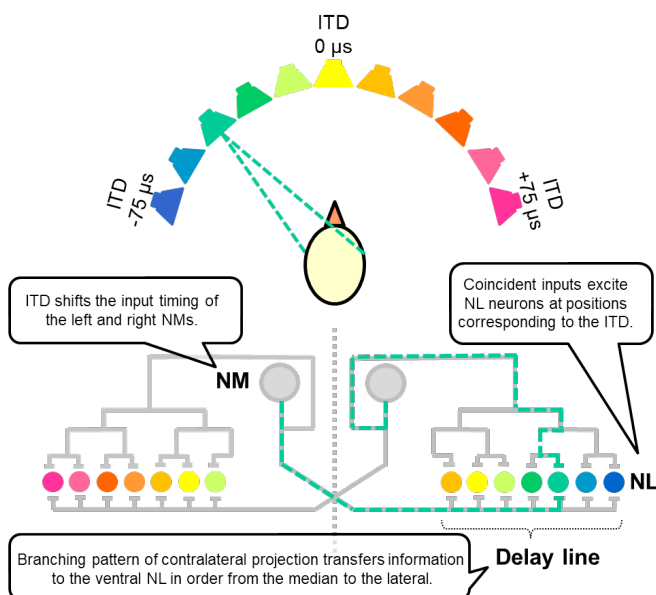 ITD
0 μs
ITD
-75 μs
ITD
+75 μs
ITD shifts the input timing of
the left and right NMs.
Coincident inputs excite
NL neurons at positions
corresponding to the ITD.
NM
NL
Delay line
Branching pattern of contralateral projection transfers information
to the ventral NL in order from the median to the lateral.